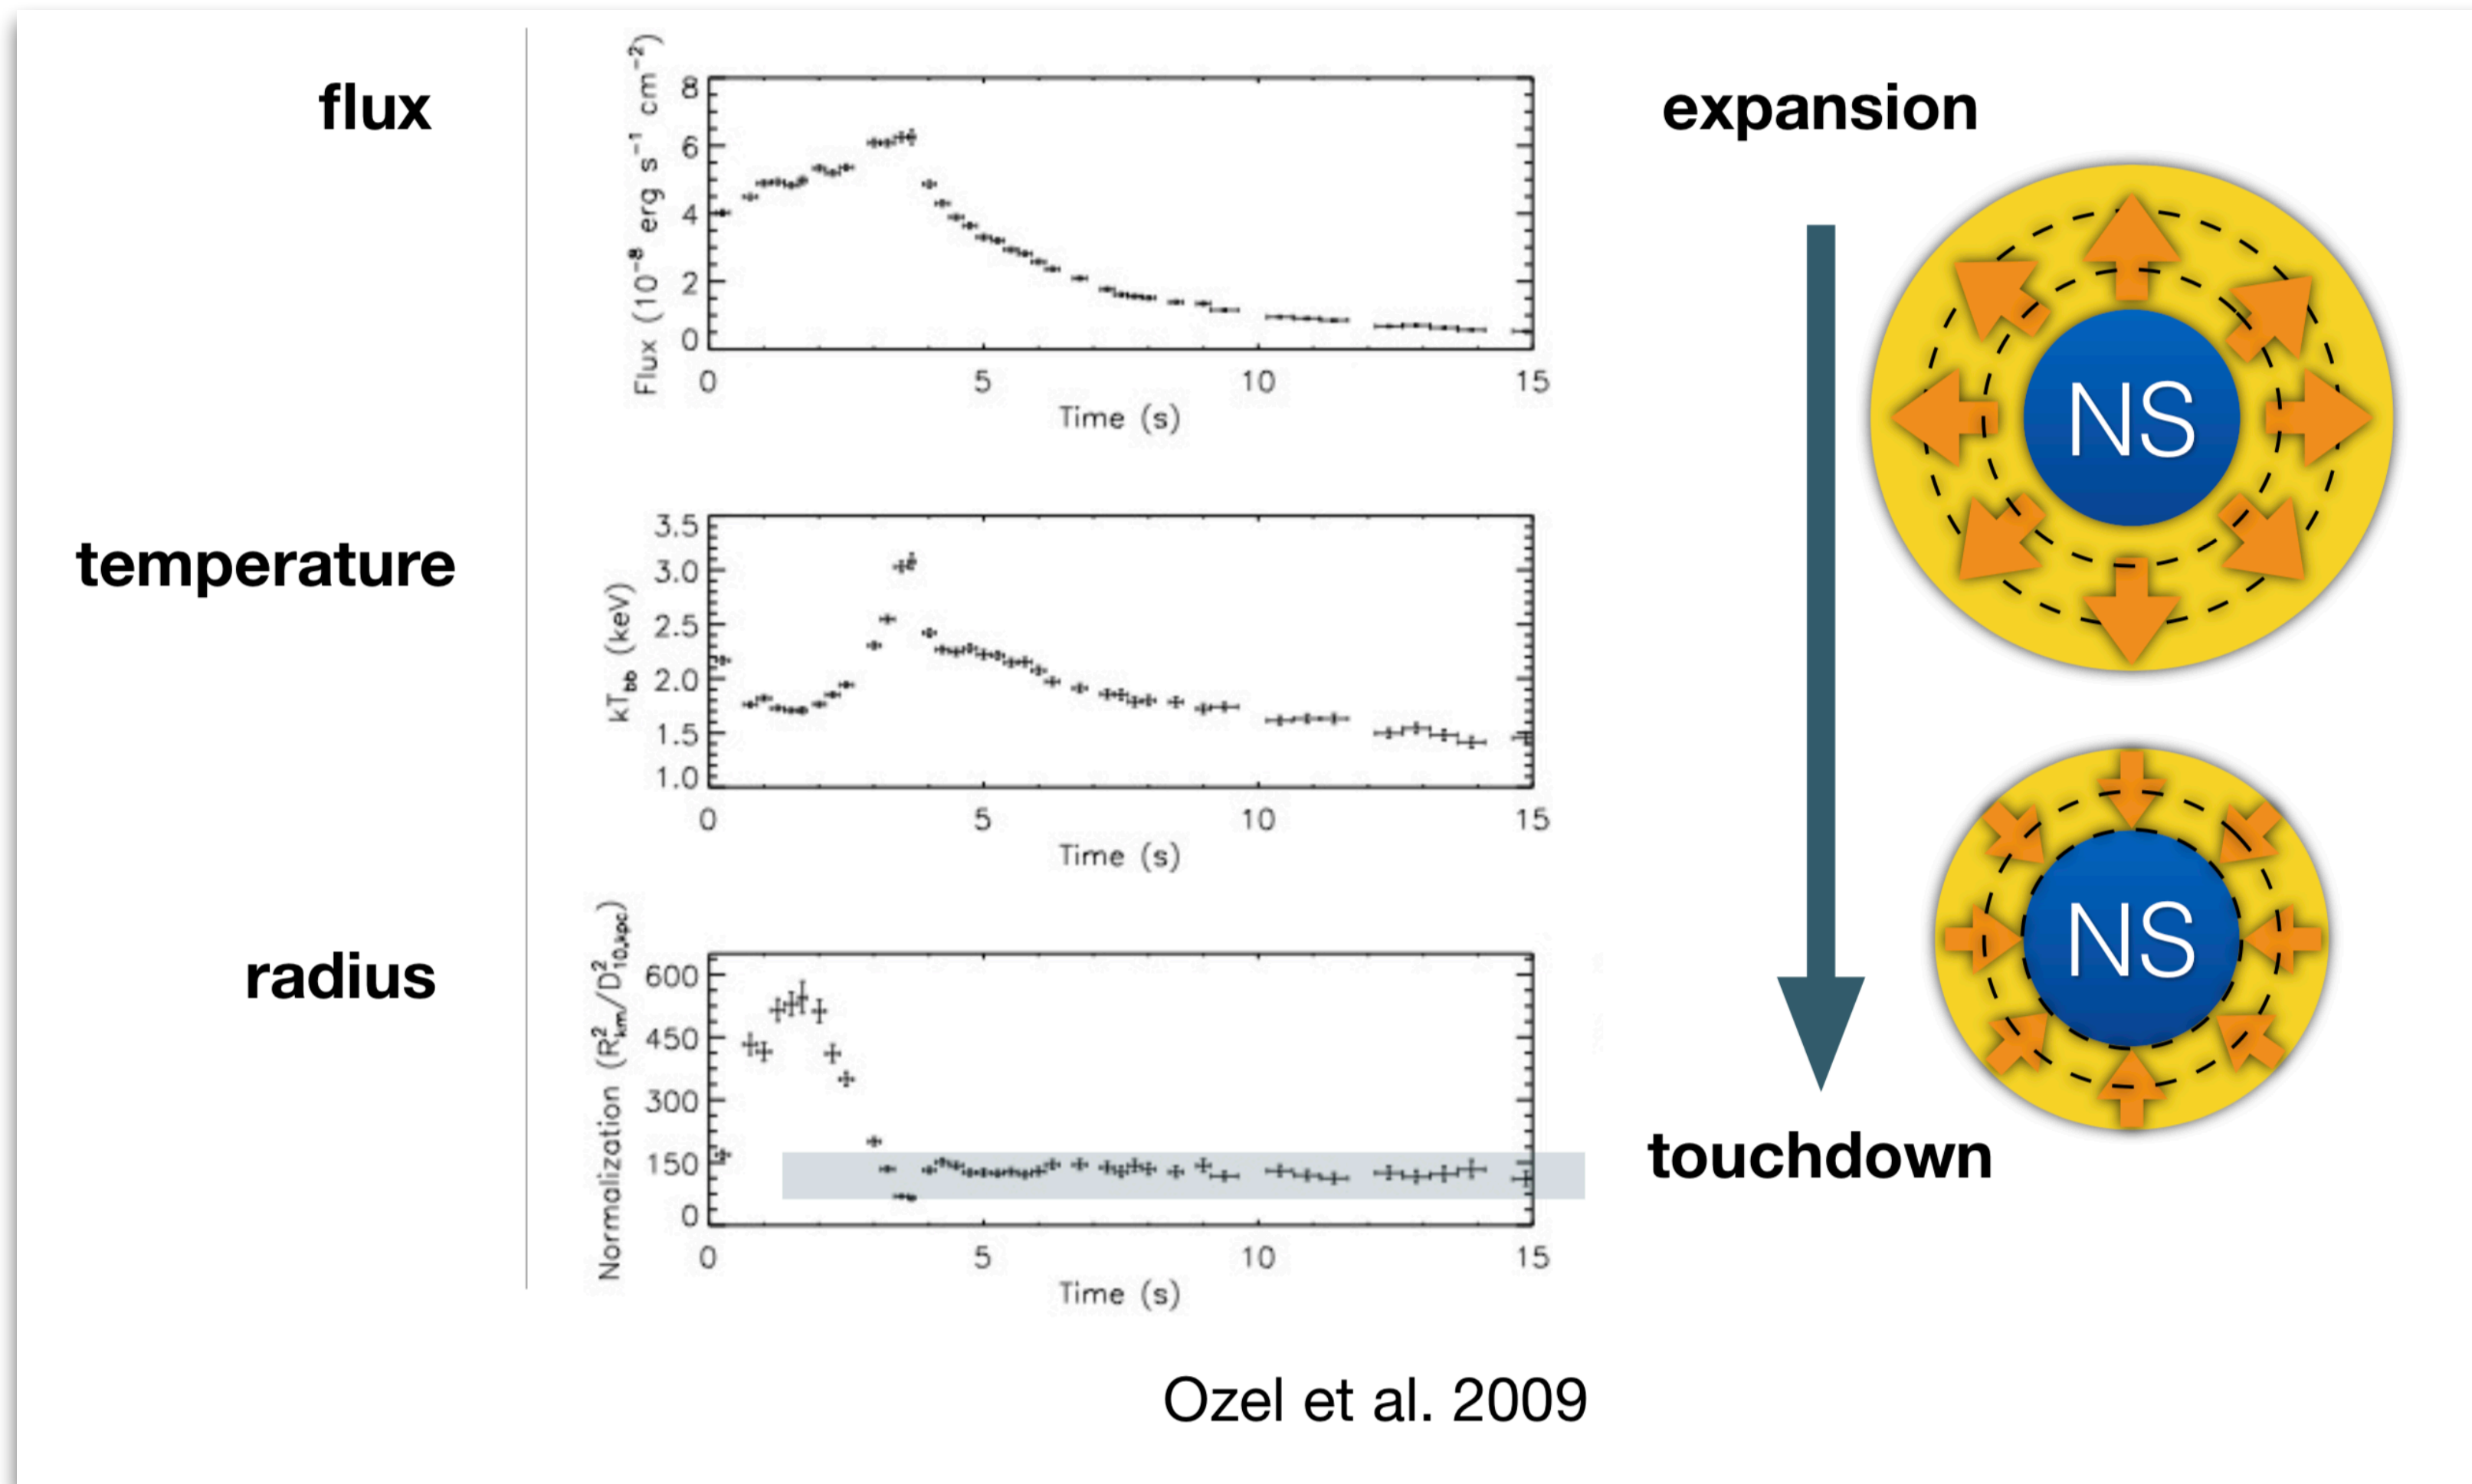 flux
temperature
radius
8
6
4
2
0
Flux (10⁻⁸ erg s⁻¹ cm⁻²)
0 5 10 15
Time (s)
3.5
3.0
2.5
2.0
1.5
1.0
kT_bb (keV)
0 5 10 15
Time (s)
600
450
300
150
0
Normalization (R²_km/D²_10,kpc)
0 5 10 15
Time (s)
expansion
NS
NS
touchdown
Ozel et al. 2009